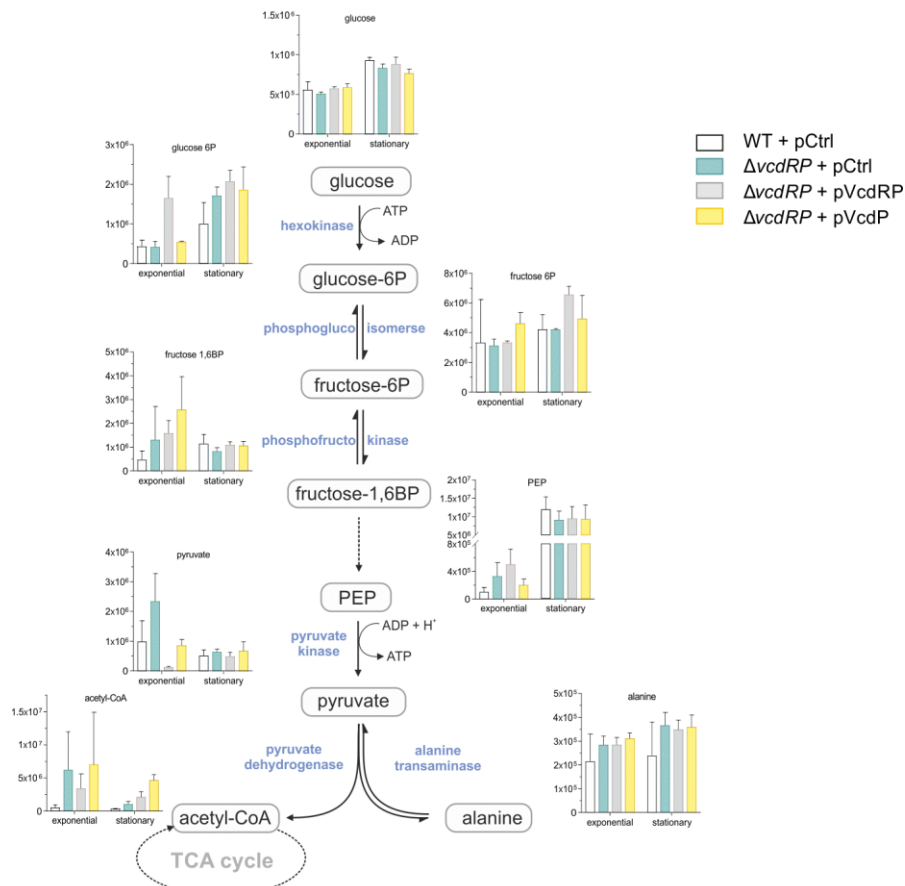 glucose
1.5x10⁶
1x10⁶
5x10⁵
0
exponential
stationary
WT + pCtrl
ΔvcdRP + pCtrl
ΔvcdRP + pVcdRP
ΔvcdRP + pVcdP
glucose 6P
3x10⁶
2x10⁶
1x10⁶
0
exponential
stationary
glucose
hexokinase
ATP
ADP
glucose-6P
phosphogluco isomerse
fructose 6P
8x10⁶
6x10⁶
4x10⁶
2x10⁶
0
exponential
stationary
fructose 1,6BP
5x10⁶
4x10⁶
3x10⁶
2x10⁶
1x10⁶
0
exponential
stationary
fructose-6P
phosphofructo kinase
fructose-1,6BP
PEP
1.5x10⁷
1x10⁷
5x10⁶
8x10⁵
4x10⁵
0
exponential
stationary
pyruvate
4x10⁶
3x10⁶
2x10⁶
1x10⁶
0
exponential
stationary
PEP
pyruvate
kinase
ADP + H⁺
ATP
pyruvate
acetyl-CoA
1.5x10⁷
1x10⁷
5x10⁶
0
exponential
stationary
pyruvate
dehydrogenase
alanine
transaminase
alanine
5x10⁵
4x10⁵
3x10⁵
2x10⁵
1x10⁵
0
exponential
stationary
acetyl-CoA
alanine
TCA cycle